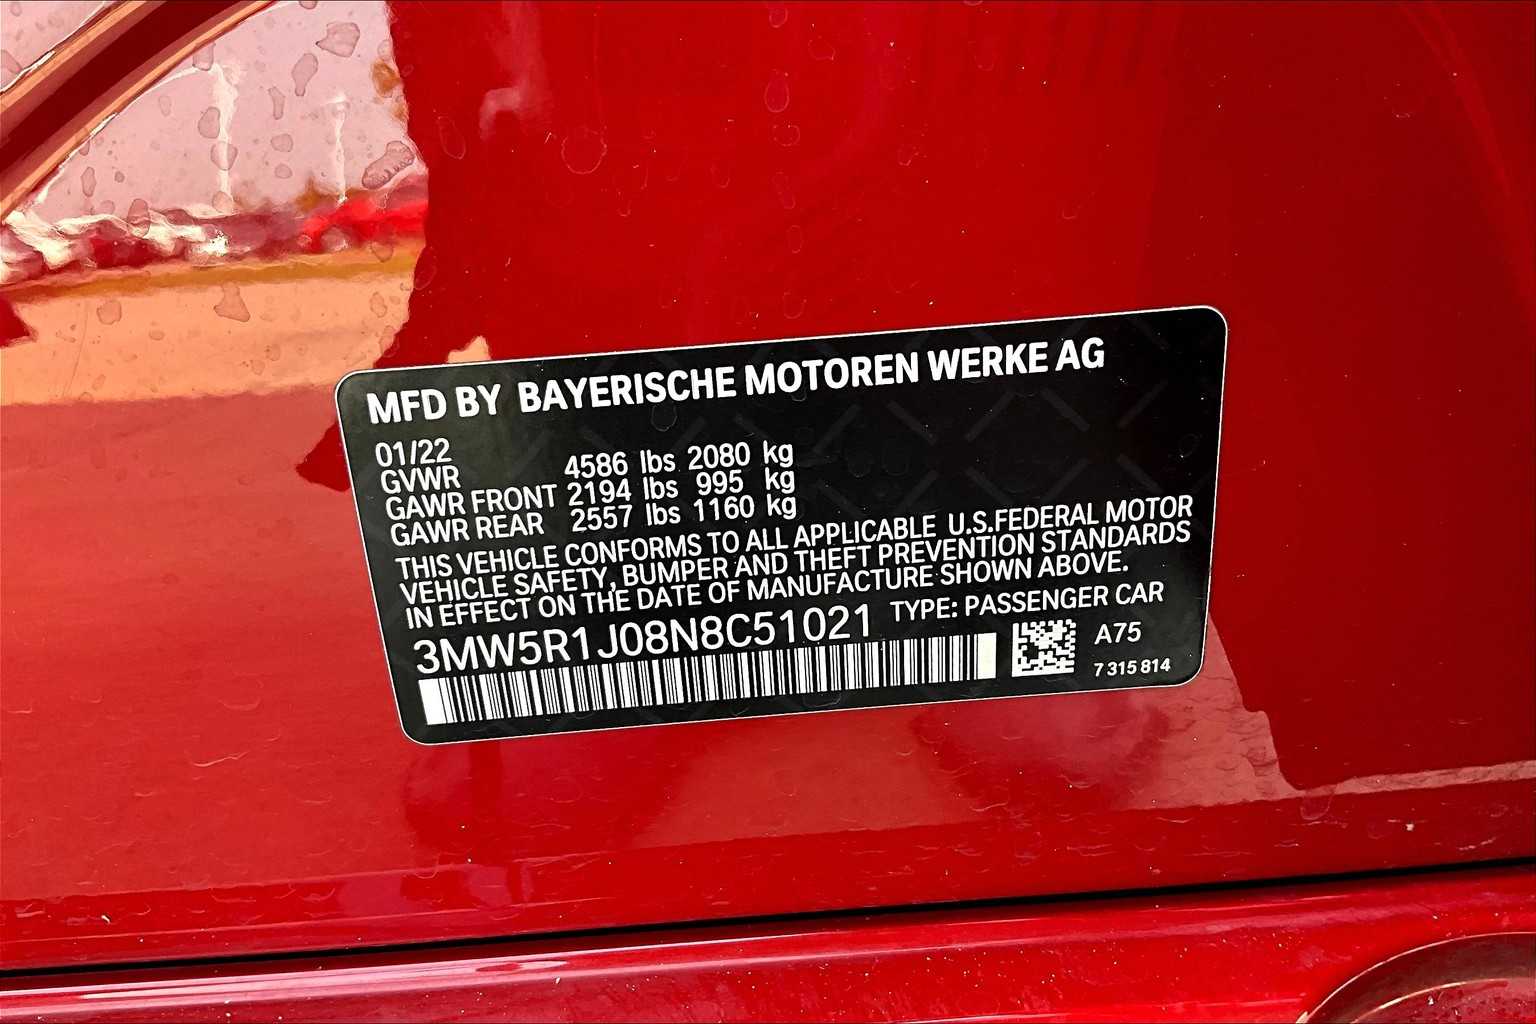 MFD BY BAYERISCHE MOTOREN WERKE AG
01/22
GVWR 4586 lbs 2080 kg
GAWR FRONT 2194 lbs 995 kg
GAWR REAR 2557 lbs 1160 kg
THIS VEHICLE CONFORMS TO ALL APPLICABLE U.S.FEDERAL MOTOR
VEHICLE SAFETY, BUMPER AND THEFT PREVENTION STANDARDS
IN EFFECT ON THE DATE OF MANUFACTURE SHOWN ABOVE.
3MW5R1J08N8C51021 TYPE: PASSENGER CAR
A75
7 315 814